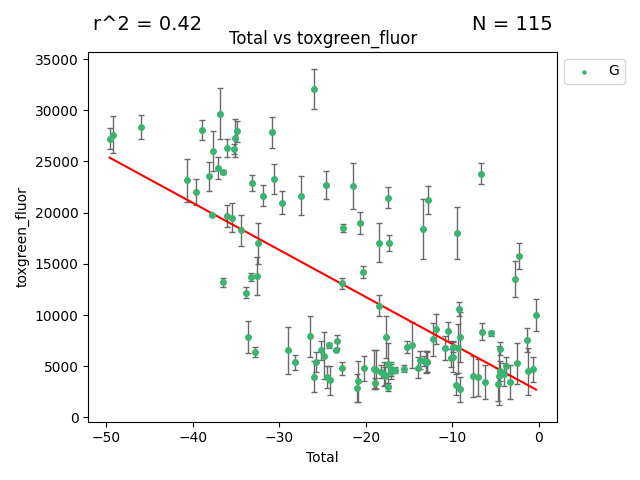 r^2 = 0.42
N = 115
Total vs toxgreen_fluor
G
35000
30000
25000
20000
15000
10000
5000
0
toxgreen_fluor
−50
−40
−30
−20
−10
0
Total